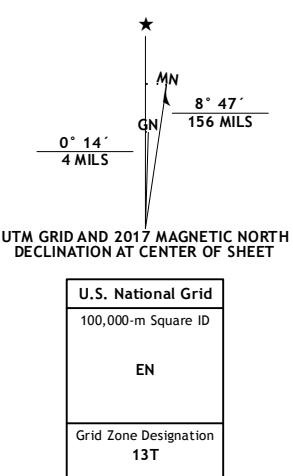 MN
8° 47´
156 MILS
GN
0° 14´
4 MILS
UTM GRID AND 2017 MAGNETIC NORTH
DECLINATION AT CENTER OF SHEET
U.S. National Grid
100,000-m Square ID
EN
Grid Zone Designation
13T